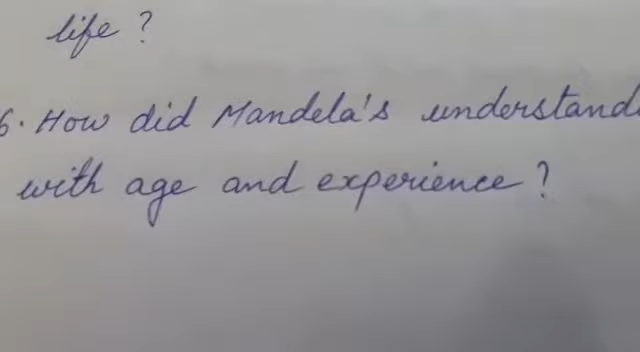 life ?
6. How did Mandela's understand
with age and experience ?